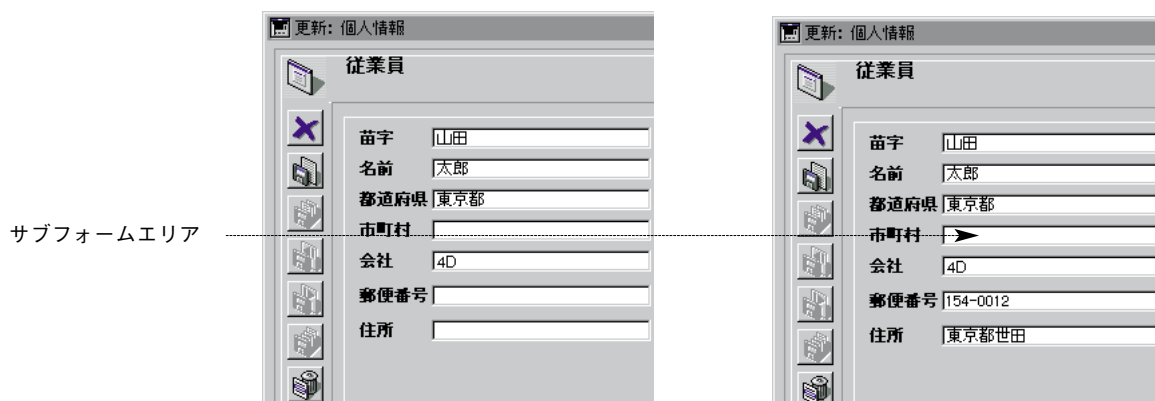 更新: 個人情報
従業員
苗字 山田
名前 太郎
都道府県 東京都
市町村
会社 4D
郵便番号
住所
サブフォームエリア
更新: 個人情報
従業員
苗字 山田
名前 太郎
都道府県 東京都
市町村
会社 4D
郵便番号 154-0012
住所 東京都世田